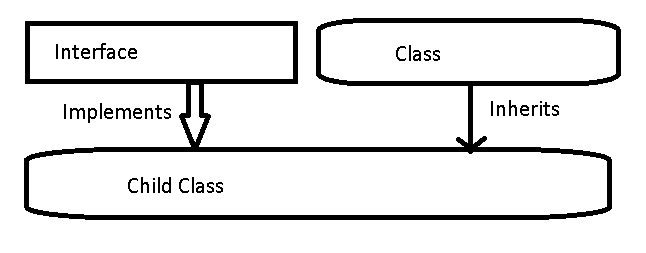 Interface
Class
Implements
Inherits
Child Class